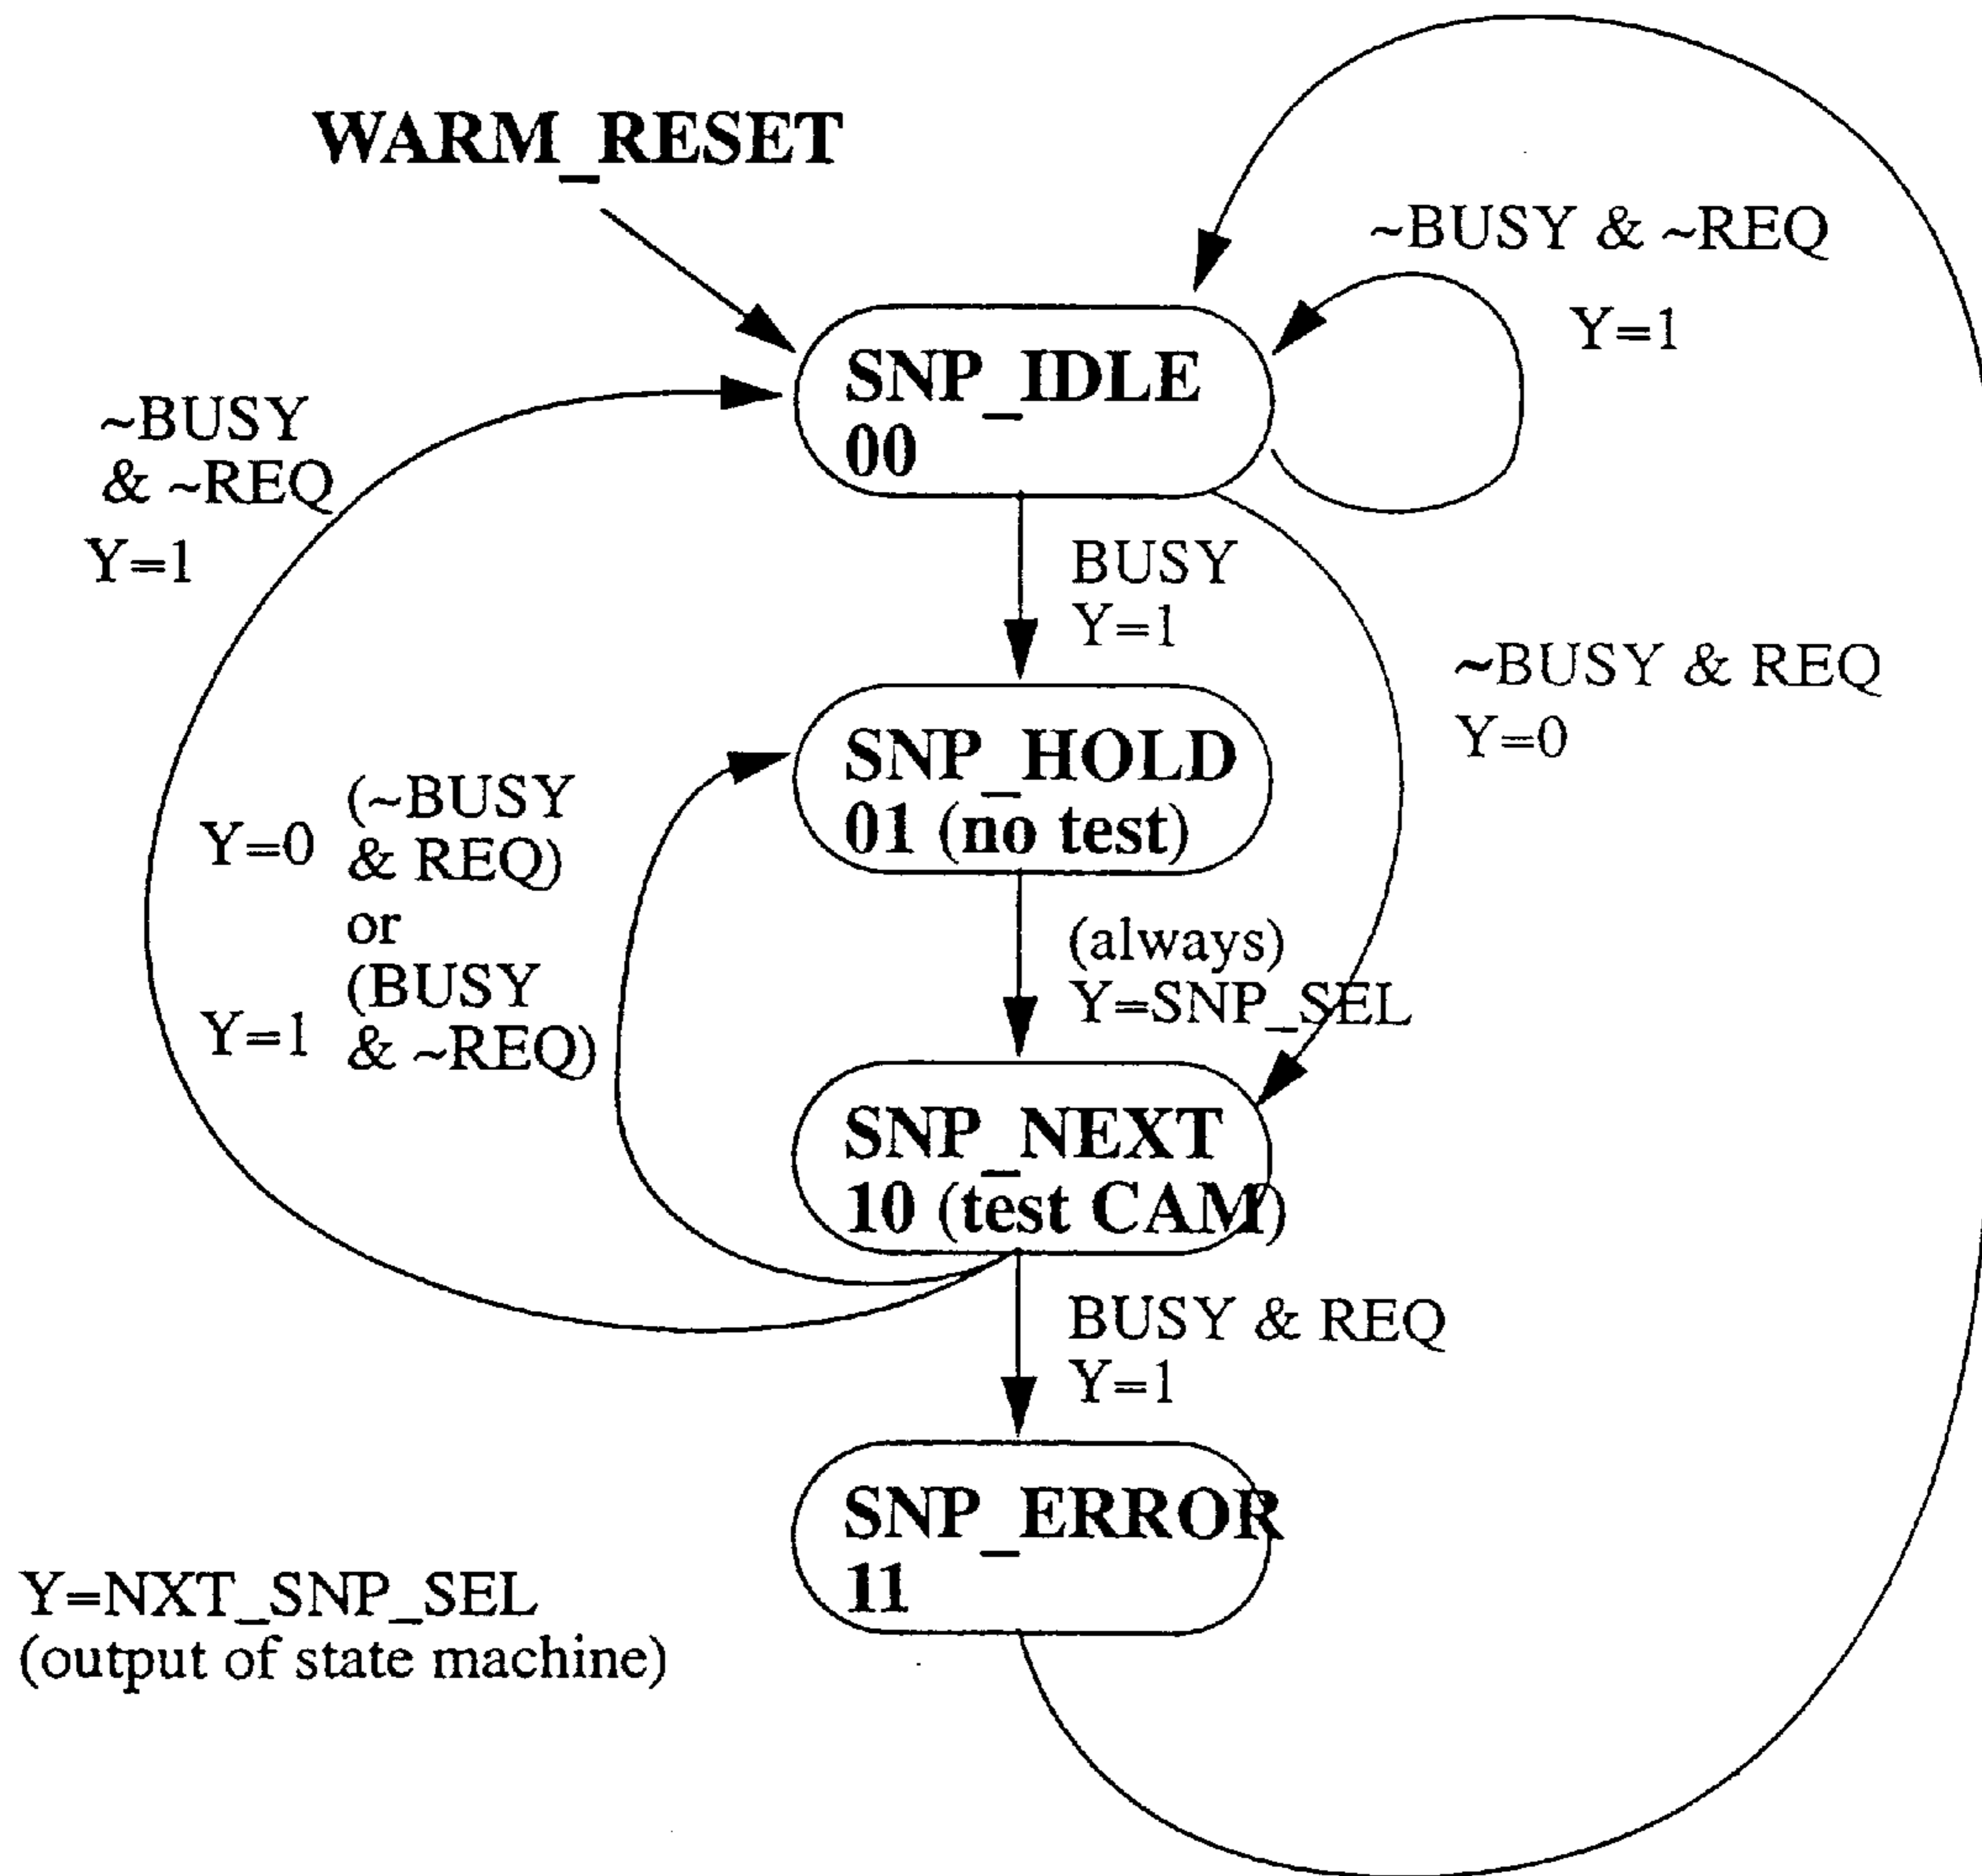 WARM_RESET
~BUSY & ~REQ
Y=1
SNP_IDLE
00
~BUSY
& ~REQ
Y=1
BUSY
Y=1
~BUSY & REQ
Y=0
SNP_HOLD
01 (no test)
(~BUSY
Y=0 & REQ)
or
(BUSY
Y=1 & ~REQ)
(always)
Y=SNP_SEL
SNP_NEXT
10 (test CAM)
BUSY & REQ
Y=1
SNP_ERROR
11
Y=NXT_SNP_SEL
(output of state machine)